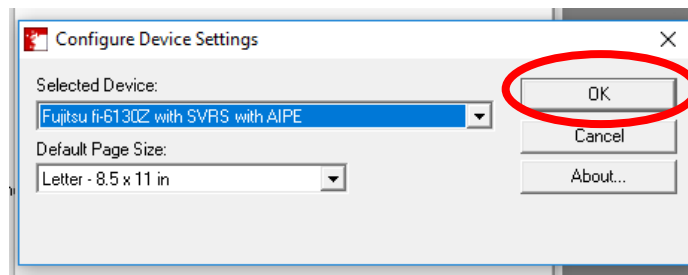 Configure Device Settings
Selected Device:
OK
Fujitsu fi-6130Z with SVRS with AIPE
Cancel
Default Page Size:
Letter - 8.5 x 11 in
About...